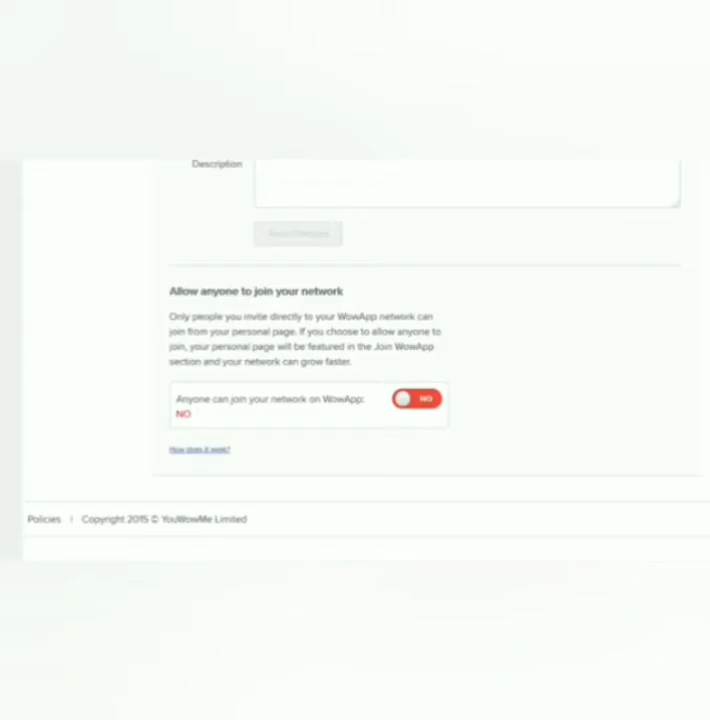 Description
Allow anyone to join your network
Only people you invite directly to your WowApp network can
join from your personal page. If you choose to allow anyone to
join, your personal page will be featured in the Join WowApp
section and your network can grow faster.
Anyone can join your network on WowApp: NO
NO
How does it work?
Policies | Copyright 2015 © YouWowMe Limited